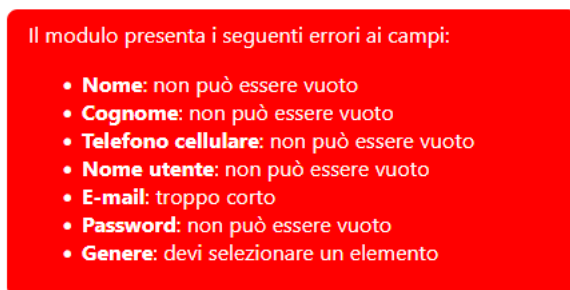 Il modulo presenta i seguenti errori ai campi:
• Nome: non può essere vuoto
• Cognome: non può essere vuoto
• Telefono cellulare: non può essere vuoto
• Nome utente: non può essere vuoto
• E-mail: troppo corto
• Password: non può essere vuoto
• Genere: devi selezionare un elemento